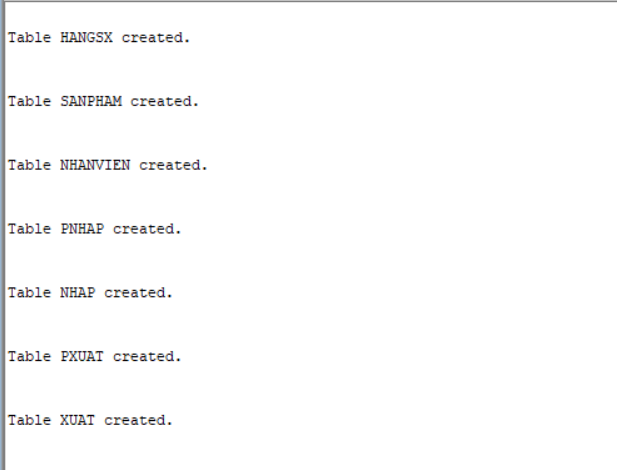 Table HANGSX created.
Table SANPHAM created.
Table NHANVIEN created.
Table PNHAP created.
Table NHAP created.
Table PXUAT created.
Table XUAT created.